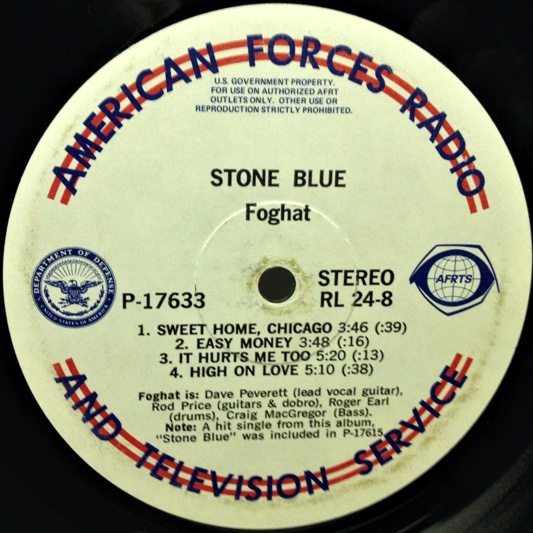 AMERICAN FORCES RADIO
U.S. GOVERNMENT PROPERTY.
FOR USE ON AUTHORIZED AFRT
OUTLETS ONLY. OTHER USE OR
REPRODUCTION STRICTLY PROHIBITED.
STONE BLUE
Foghat
DEPARTMENT OF DEFENSE
UNITED STATES OF AMERICA
P-17633
STEREO
RL 24-8
AFRTS
1. SWEET HOME, CHICAGO 3:46 (:39)
2. EASY MONEY 3:48 (:16)
3. IT HURTS ME TOO 5:20 (:13)
4. HIGH ON LOVE 5:10 (:38)
Foghat is: Dave Peverett (lead vocal guitar),
Rod Price (guitars & dobro), Roger Earl
(drums), Craig MacGregor (Bass).
Note: A hit single from this album,
"Stone Blue" was included in P-17615.
AND TELEVISION SERVICE